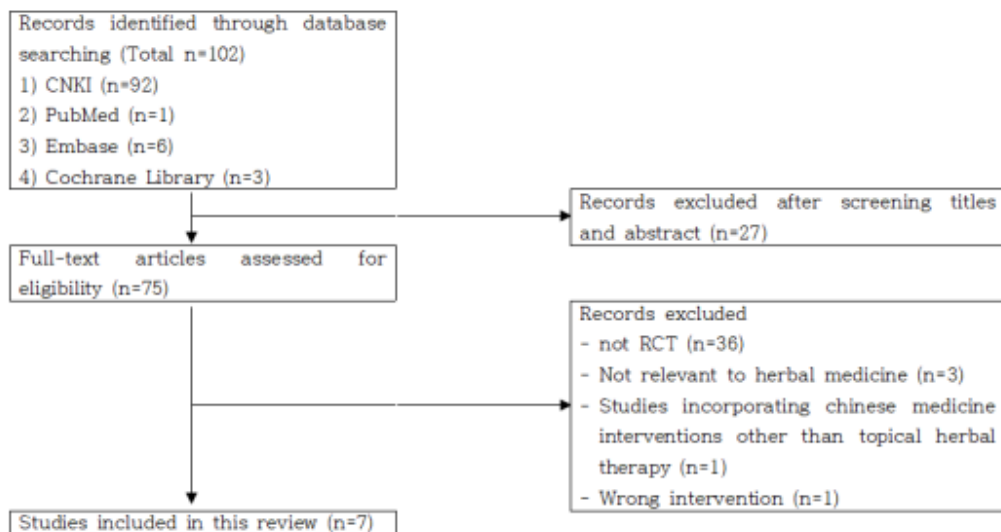 Records identified through database
searching (Total n=102)
1) CNKI (n=92)
2) PubMed (n=1)
3) Embase (n=6)
4) Cochrane Library (n=3)
Records excluded after screening titles
and abstract (n=27)
Full-text articles assessed for
eligibility (n=75)
Records excluded
- not RCT (n=36)
- Not relevant to herbal medicine (n=3)
- Studies incorporating chinese medicine
interventions other than topical herbal
therapy (n=1)
- Wrong intervention (n=1)
Studies included in this review (n=7)